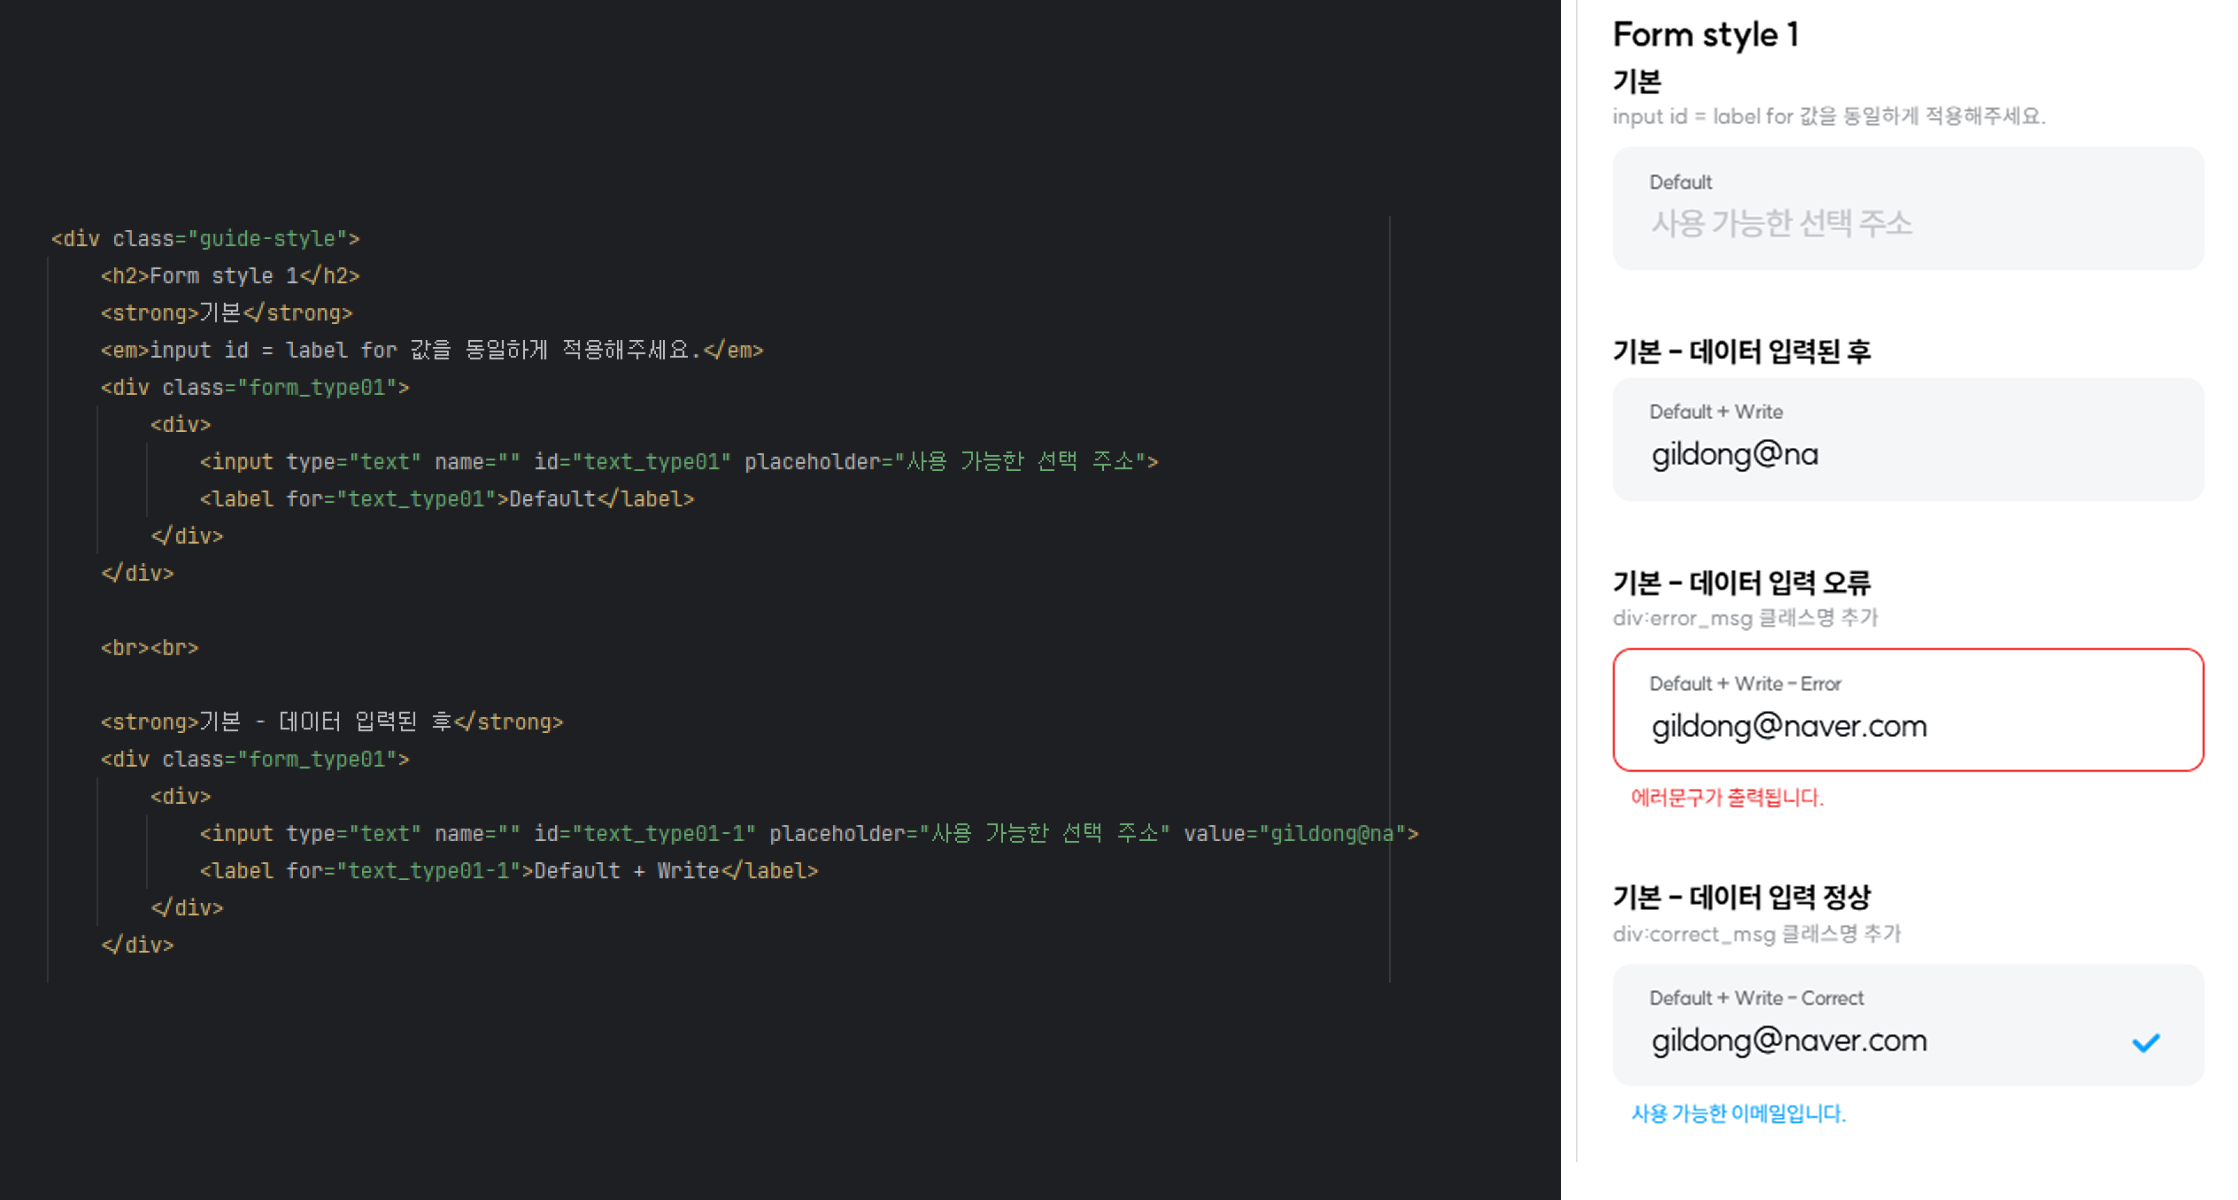 <div class="guide-style">
<h2>Form style 1</h2>
<strong>기본</strong>
<em>input id = label for 값을 동일하게 적용해주세요.</em>
<div class="form_type01">
<div>
<input type="text" name="" id="text_type01" placeholder="사용 가능한 선택 주소">
<label for="text_type01">Default</label>
</div>
</div>
<br><br>
<strong>기본 - 데이터 입력된 후</strong>
<div class="form_type01">
<div>
<input type="text" name="" id="text_type01-1" placeholder="사용 가능한 선택 주소" value="gildong@na">
<label for="text_type01-1">Default + Write</label>
</div>
</div>
Form style 1
기본
input id = label for 값을 동일하게 적용해주세요.
Default
사용 가능한 선택 주소
기본 - 데이터 입력된 후
Default + Write
gildong@na
기본 - 데이터 입력 오류
div:error_msg 클래스명 추가
Default + Write - Error
gildong@naver.com
에러문구가 출력됩니다.
기본 - 데이터 입력 정상
div:correct_msg 클래스명 추가
Default + Write - Correct
gildong@naver.com
사용 가능한 이메일입니다.